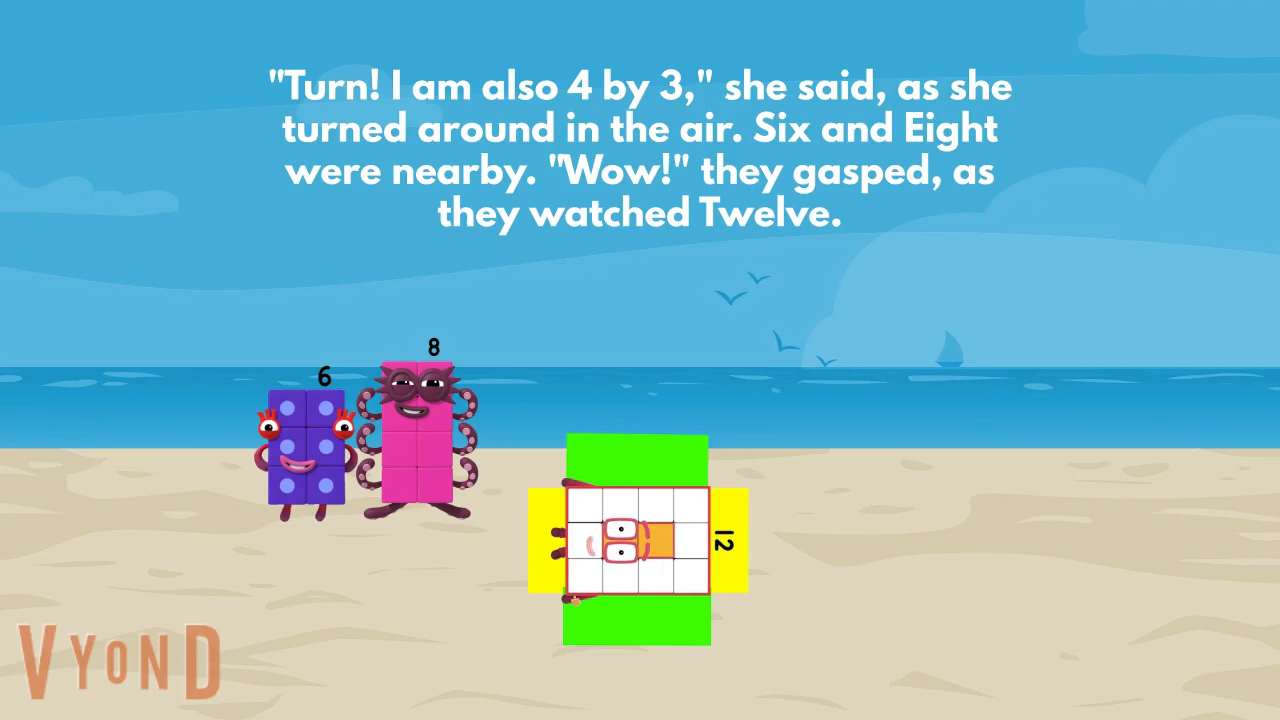 "Turn! I am also 4 by 3," she said, as she
turned around in the air. Six and Eight
were nearby. "Wow!" they gasped, as
they watched Twelve.
8
6
12
VYOND